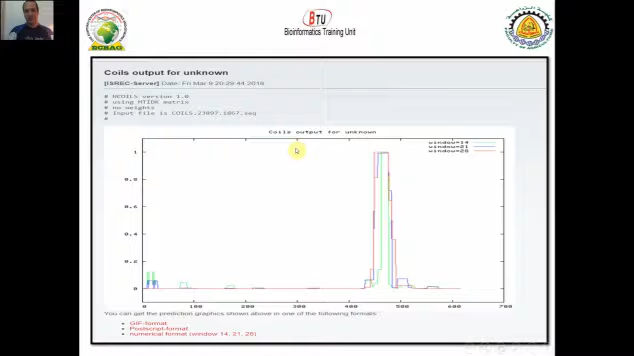 BTU
Bioinformatics Training Unit
BCHAG
Coils output for unknown
[ISREC-Server] Date: Fri Mar 9 20:29:44 2018
# NCOILS version 1.0
# using MTIDK matrix
# no weights
# Input file is COILS.23097.1867.seq
#
Coils output for unknown
window=14
window=21
window=28
1
0.8
0.6
0.4
0.2
0
0 100 200 300 400 500 600 700
You can get the prediction graphics shown above in one of the following formats:
• GIF-format
• Postscript-format
• numerical format (window 14, 21, 28)